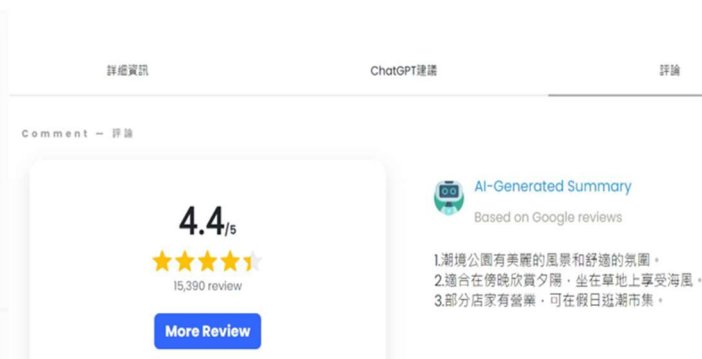 詳細資訊
ChatGPT建議
評論
Comment — 評論
4.4/5
15,390 review
More Review
AI-Generated Summary
Based on Google reviews
1.潮境公園有美麗的風景和舒適的氛圍。
2.適合在傍晚欣賞夕陽，坐在草地上享受海風。
3.部分店家有營業，可在假日逛潮市集。